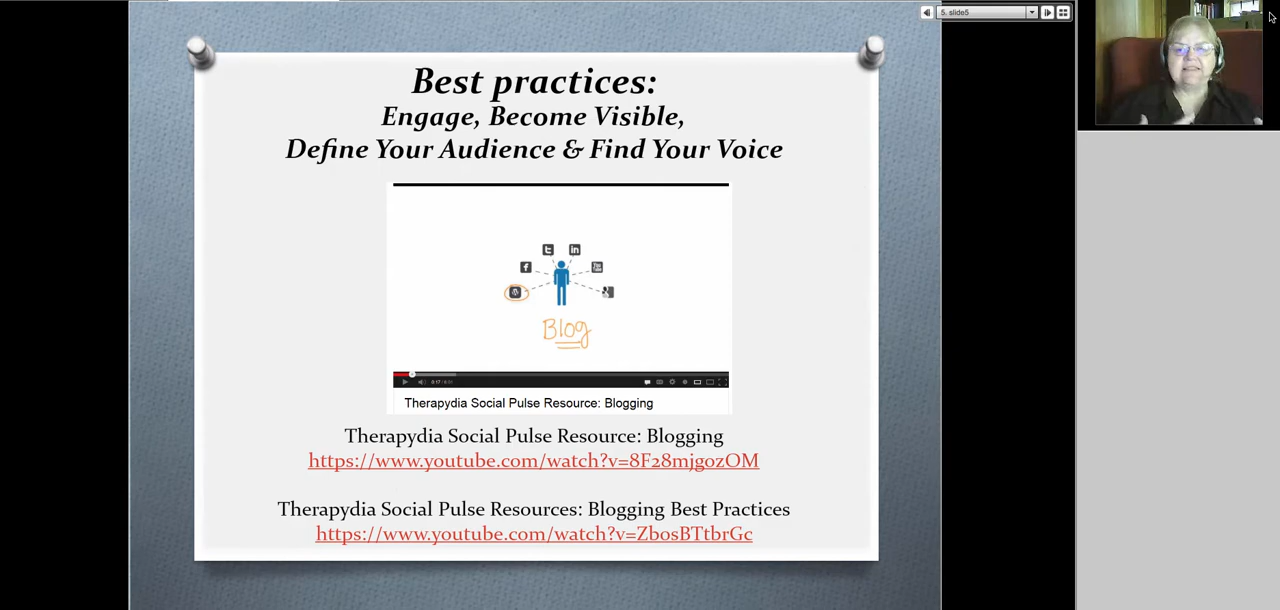 5. slide5
Best practices:
Engage, Become Visible,
Define Your Audience & Find Your Voice
Blog
Therapydia Social Pulse Resource: Blogging
Therapydia Social Pulse Resource: Blogging
https://www.youtube.com/watch?v=8F28mjgozOM
Therapydia Social Pulse Resources: Blogging Best Practices
https://www.youtube.com/watch?v=ZbosBTtbrGc